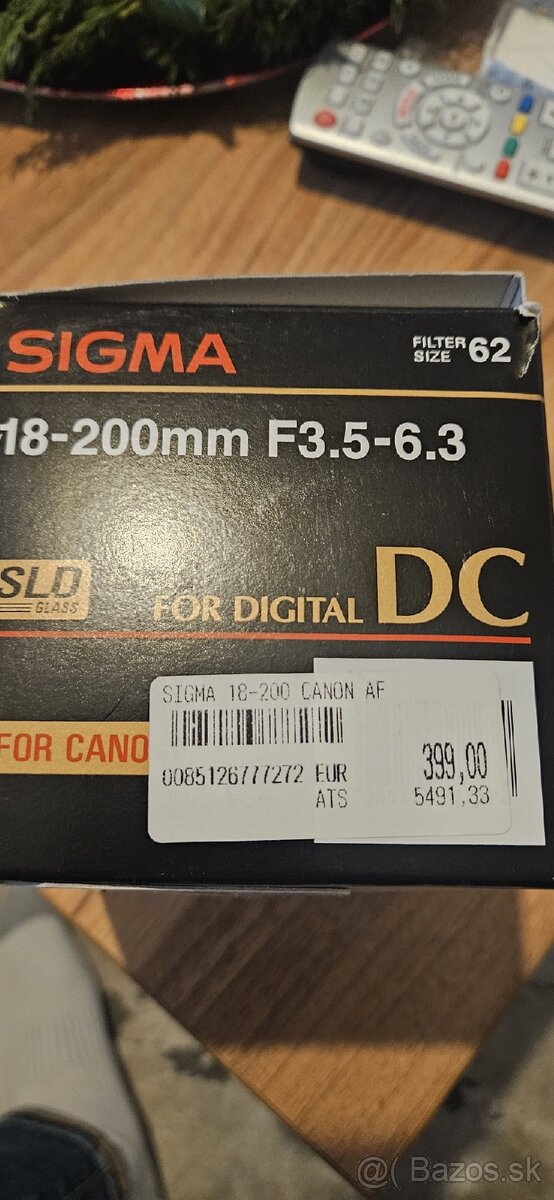 SIGMA
FILTER SIZE 62
18-200mm F3.5-6.3
SLD
GLASS
FOR DIGITAL DC
SIGMA 18-200 CANON AF
FOR CANO
0085126777272 EUR 399,00
ATS 5491,33
@( Bazos.sk